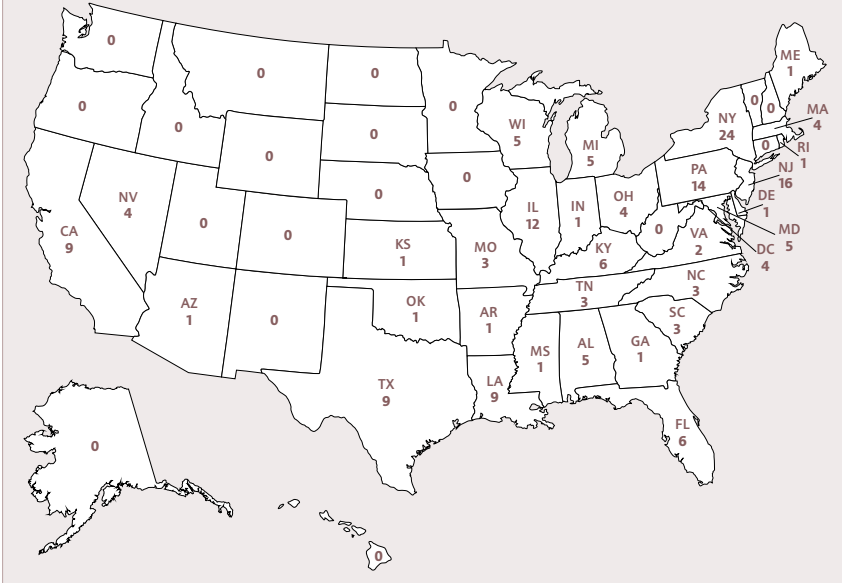 0
0
0
0
0
0
0
0
0
0
0
0
0
0
ME
1
0
0
MA
4
NY
24
0
RI
1
WI
5
MI
5
PA
14
NJ
16
DE
1
MD
5
DC
4
NV
4
CA
9
IL
12
IN
1
OH
4
0
VA
2
KS
1
MO
3
KY
6
NC
3
TN
3
SC
3
AZ
1
OK
1
AR
1
MS
1
AL
5
GA
1
TX
9
LA
9
FL
6
0
0